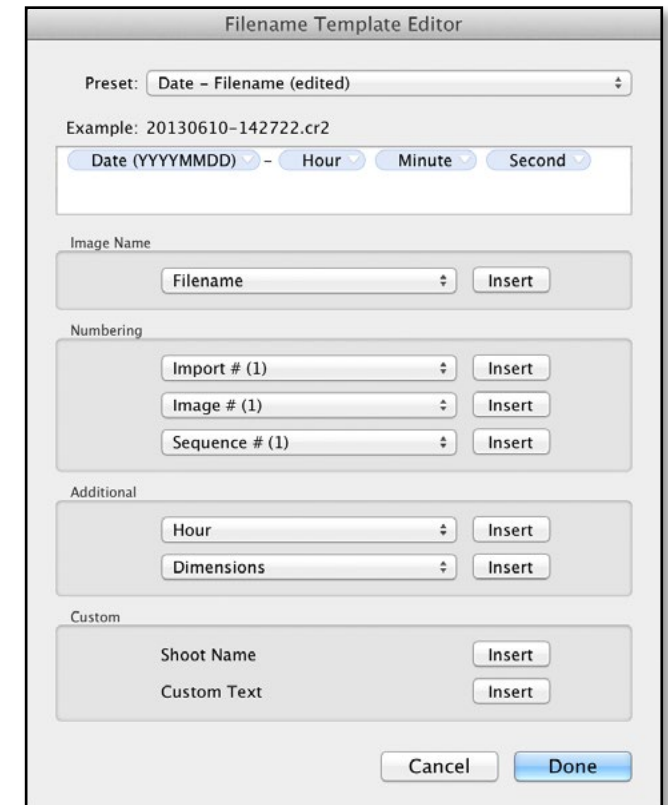 Filename Template Editor
Preset: Date – Filename (edited)
Example: 20130610-142722.cr2
Date (YYYYMMDD) – Hour Minute Second
Image Name
Filename Insert
Numbering
Import # (1) Insert
Image # (1) Insert
Sequence # (1) Insert
Additional
Hour Insert
Dimensions Insert
Custom
Shoot Name Insert
Custom Text Insert
Cancel Done